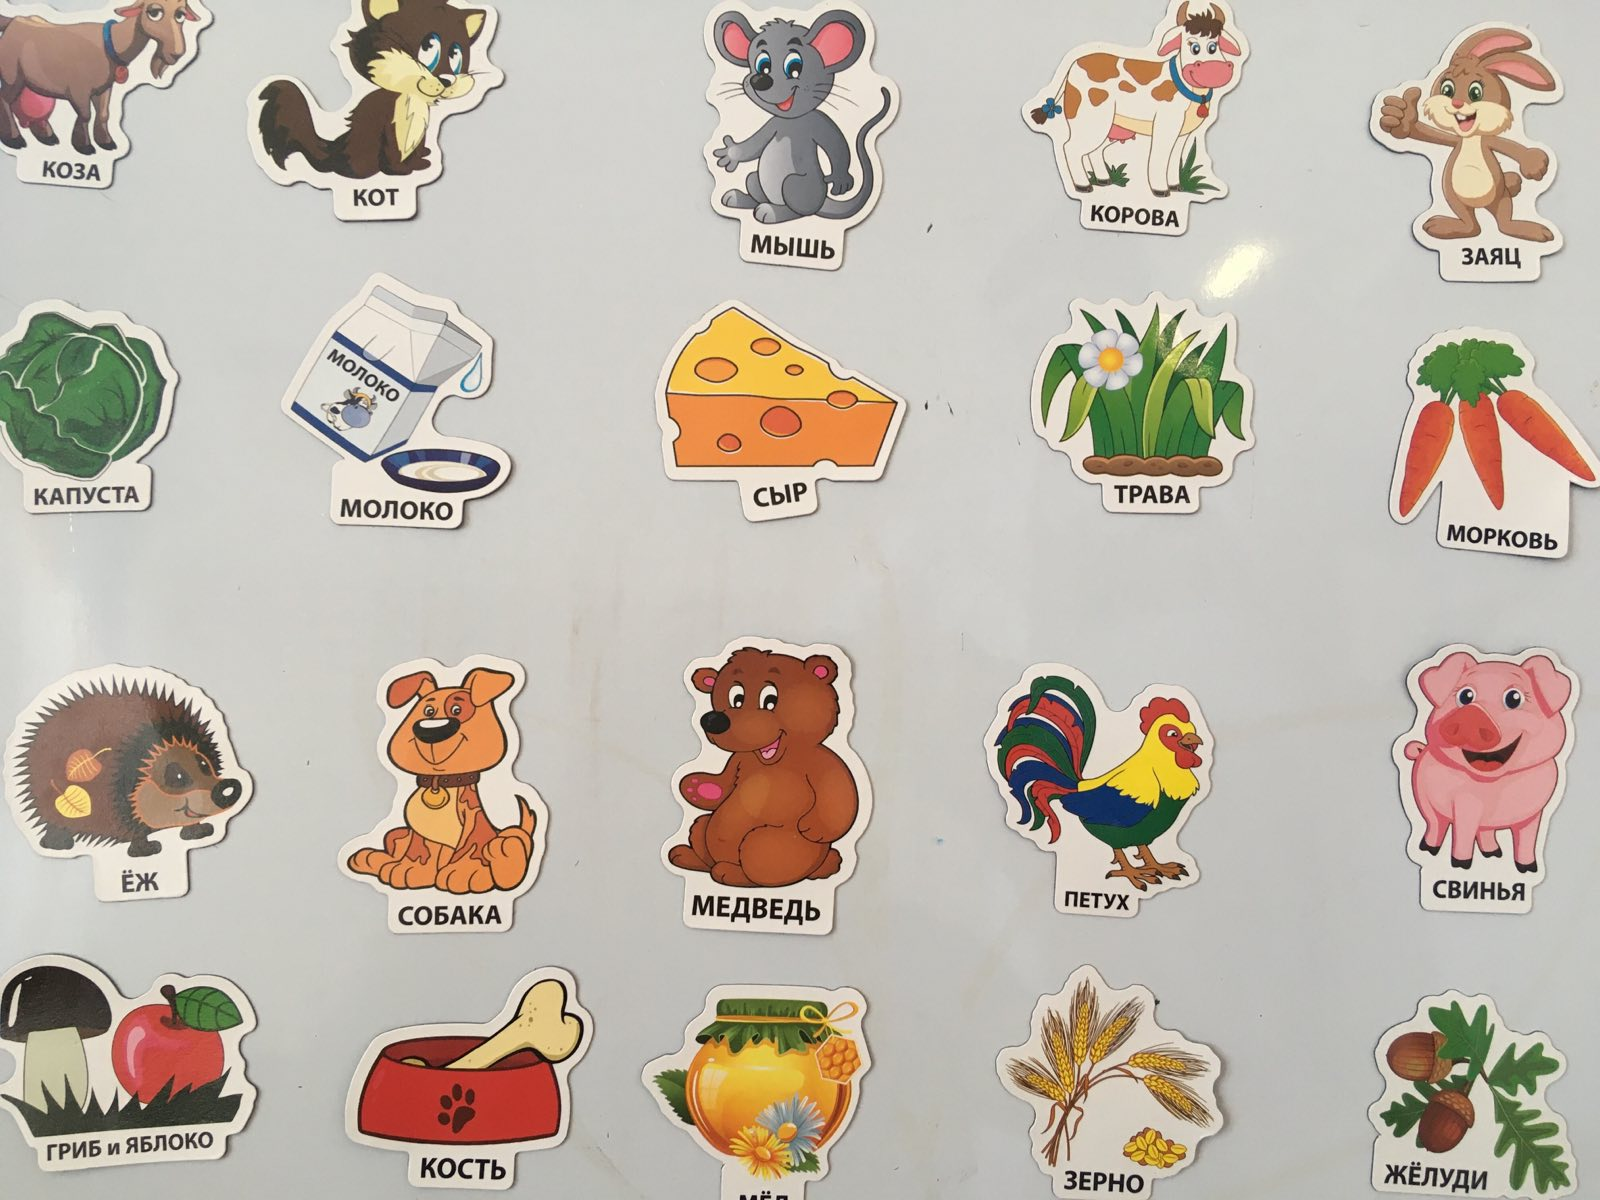 КОЗА
КОТ
МЫШЬ
КОРОВА
ЗАЯЦ
КАПУСТА
МОЛОКО
МОЛОКО
СЫР
ТРАВА
МОРКОВЬ
ЁЖ
СОБАКА
МЕДВЕДЬ
ПЕТУХ
СВИНЬЯ
ГРИБ и ЯБЛОКО
КОСТЬ
МЁД
ЗЕРНО
ЖЁЛУДИ